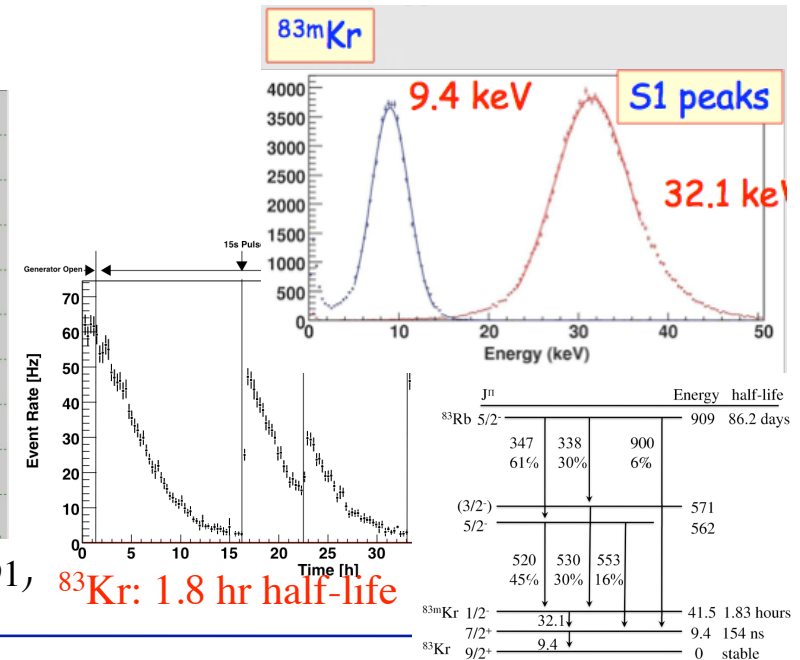 83mKr
4000
3500
3000
2500
2000
1500
1000
500
0
9.4 keV
S1 peaks
32.1 keV
0 10 20 30 40 50
Energy (keV)
15s Puls
Generator Open
70
60
50
40
30
20
10
0
Event Rate [Hz]
0 5 10 15 20 25 30
Time [h]
91,
83Kr: 1.8 hr half-life
Jπ Energy half-life
83Rb 5/2- 909 86.2 days
347 338 900
61% 30% 6%
(3/2-) 571
5/2- 562
520 530 553
45% 30% 16%
83mKr 1/2- 41.5 1.83 hours
32.1
7/2+ 9.4 154 ns
9.4
83Kr 9/2+ 0 stable